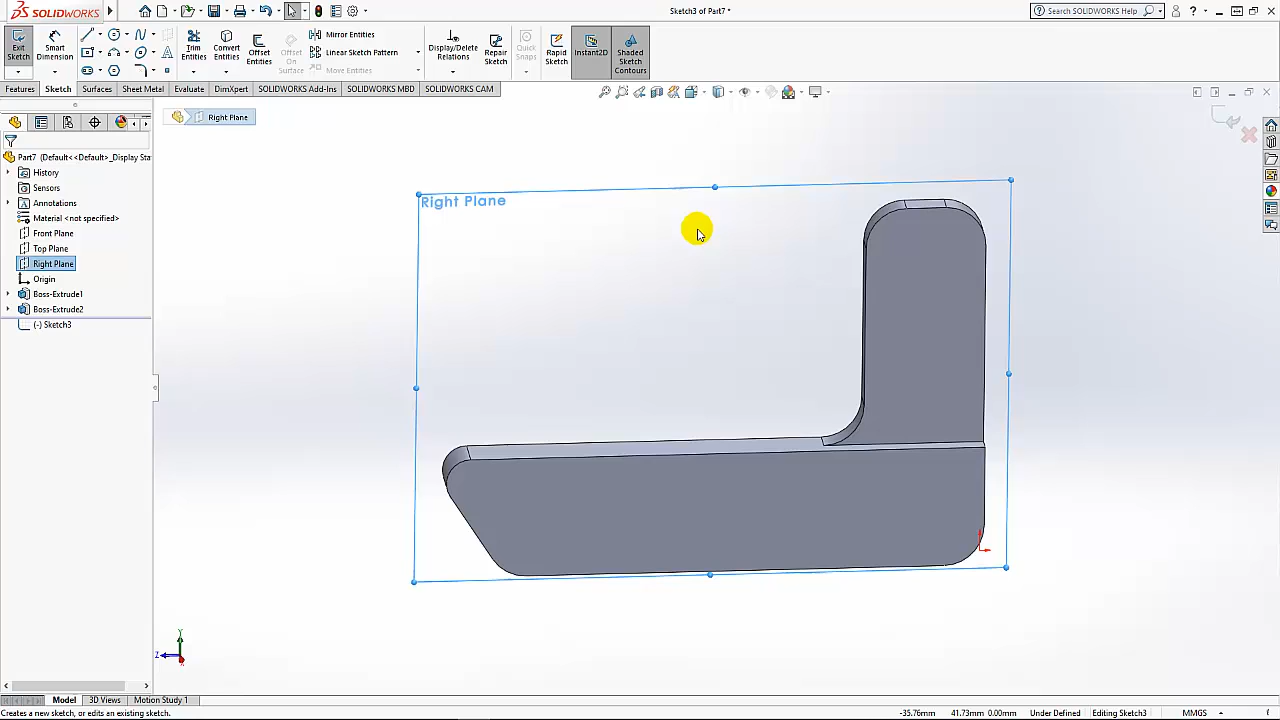 SOLIDWORKS
Sketch3 of Part7 *
Search SOLIDWORKS Help
Exit Sketch
Smart Dimension
Trim Entities
Convert Entities
Offset Entities
Offset On Surface
Mirror Entities
Linear Sketch Pattern
Move Entities
Display/Delete Relations
Repair Sketch
Quick Snaps
Rapid Sketch
Instant2D
Shaded Sketch Contours
Features
Sketch
Surfaces
Sheet Metal
Evaluate
DimXpert
SOLIDWORKS Add-Ins
SOLIDWORKS MBD
SOLIDWORKS CAM
Right Plane
Part7 (Default<<Default>_Display Sta
History
Sensors
Annotations
Material <not specified>
Front Plane
Top Plane
Right Plane
Origin
Boss-Extrude1
Boss-Extrude2
(-) Sketch3
Right Plane
Y
Z
Model
3D Views
Motion Study 1
Creates a new sketch, or edits an existing sketch.
-35.76mm
41.73mm 0.00mm
Under Defined
Editing Sketch3
MMGS